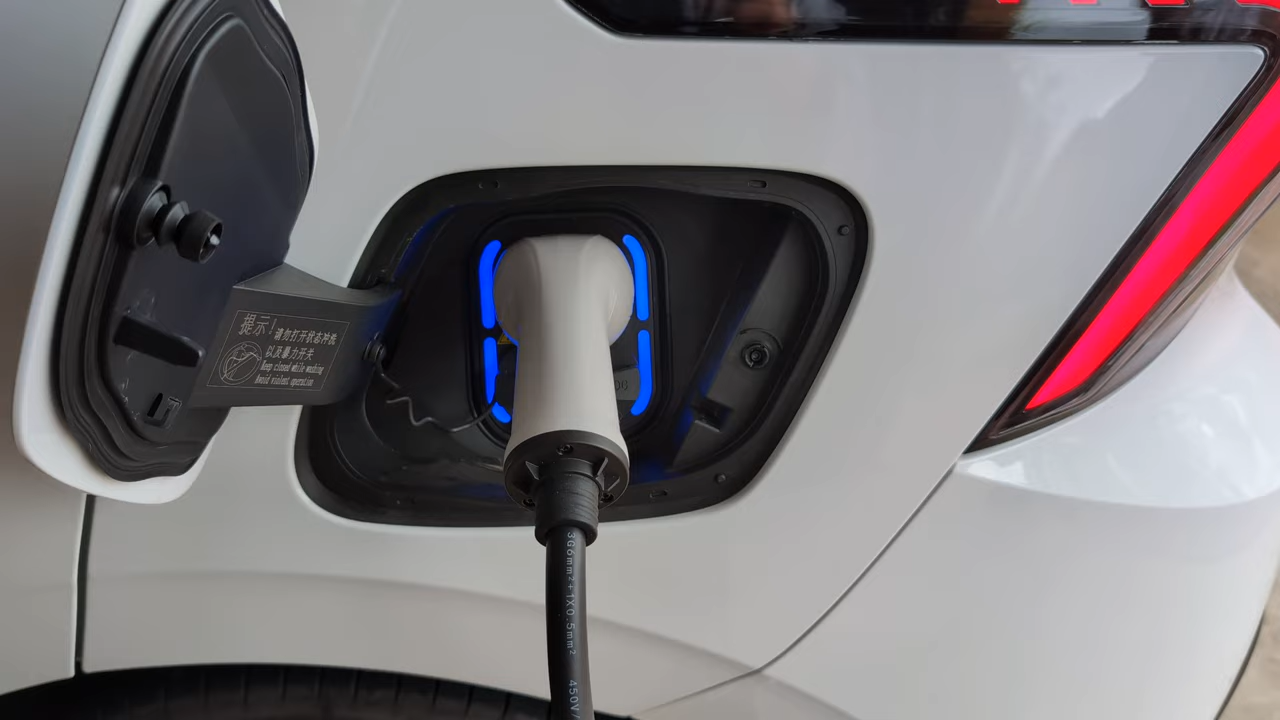 提示！请勿打开状态冲洗
以及暴力开关
Keep closed while washing
Avoid violent operation
3G6mm²+1X0.5mm² 450V/